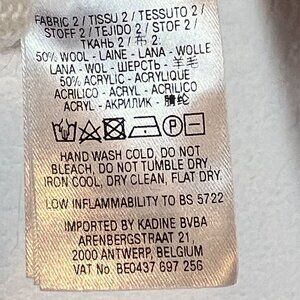 FABRIC 2 / TISSU 2 / TESSUTO 2 /
STOFF 2 / TEJIDO 2 / STOF 2 /
ТКАНЬ 2 / 布 2.
50% WOOL - LAINE - LANA - WOLLE
LANA - WOL - ШЕРСТЬ - 羊毛
50% ACRYLIC - ACRYLIQUE
ACRILICO - ACRYL - ACRILICO
ACRYL - АКРИЛИК - 腈纶
HAND WASH COLD, DO NOT
BLEACH, DO NOT TUMBLE DRY,
IRON COOL, DRY CLEAN, FLAT DRY.
LOW INFLAMMABILITY TO BS 5722
IMPORTED BY KADINE BVBA
ARENBERGSTRAAT 21,
2000 ANTWERP, BELGIUM
VAT No. BE0437 697 256